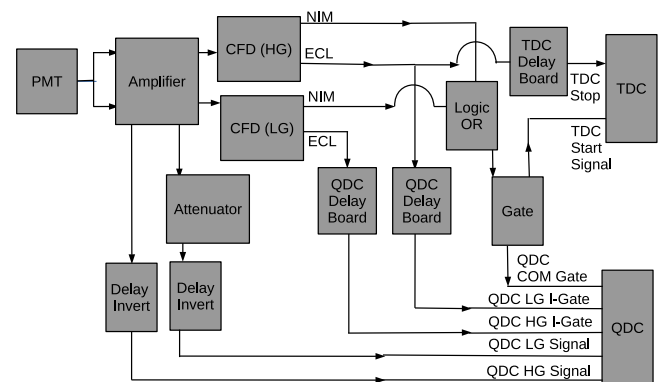 NIM
CFD (HG)
ECL
TDC
Delay
Board
PMT
Amplifier
TDC
Stop
TDC
NIM
CFD (LG)
ECL
Logic
OR
TDC
Start
Signal
QDC
Delay
Board
QDC
Delay
Board
Attenuator
Gate
Delay
Invert
Delay
Invert
QDC
COM Gate
QDC LG I-Gate
QDC HG I-Gate
QDC
QDC LG Signal
QDC HG Signal